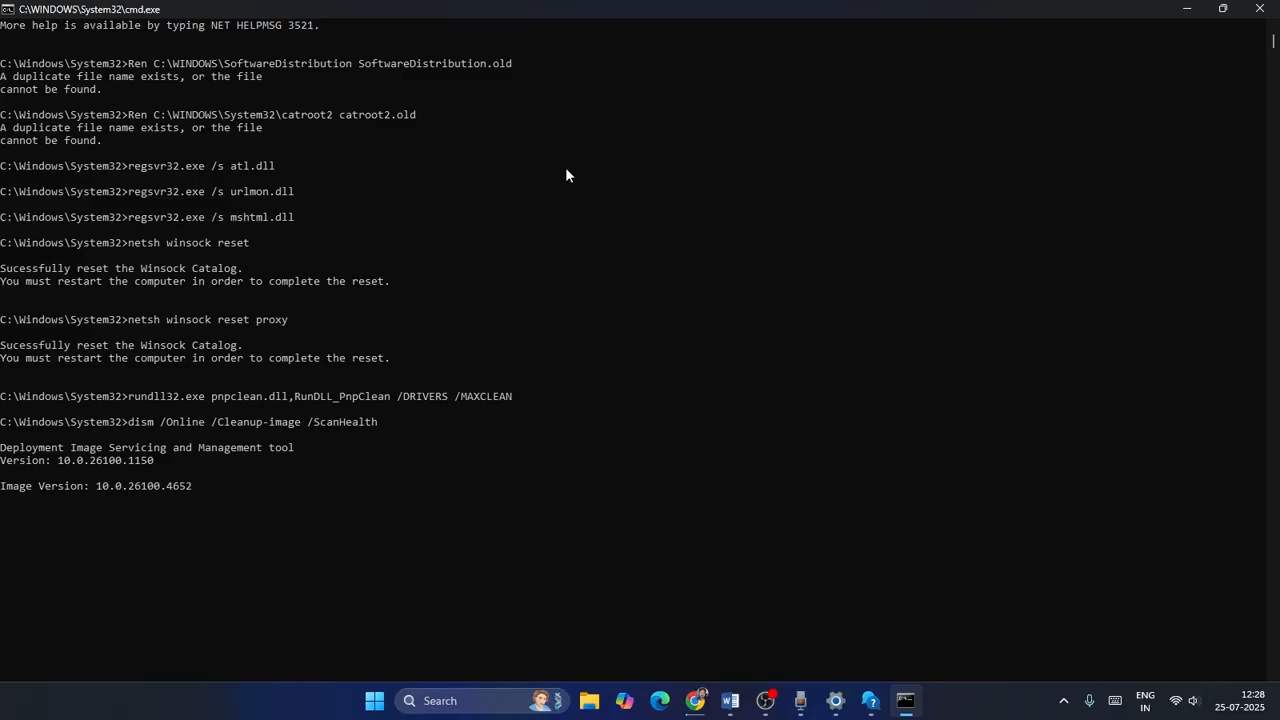 C:\WINDOWS\System32\cmd.exe
More help is available by typing NET HELPMSG 3521.
C:\Windows\System32>Ren C:\WINDOWS\SoftwareDistribution SoftwareDistribution.old
A duplicate file name exists, or the file
cannot be found.
C:\Windows\System32>Ren C:\WINDOWS\System32\catroot2 catroot2.old
A duplicate file name exists, or the file
cannot be found.
C:\Windows\System32>regsvr32.exe /s atl.dll
C:\Windows\System32>regsvr32.exe /s urlmon.dll
C:\Windows\System32>regsvr32.exe /s mshtml.dll
C:\Windows\System32>netsh winsock reset
Sucessfully reset the Winsock Catalog.
You must restart the computer in order to complete the reset.
C:\Windows\System32>netsh winsock reset proxy
Sucessfully reset the Winsock Catalog.
You must restart the computer in order to complete the reset.
C:\Windows\System32>rundll32.exe pnpclean.dll,RunDLL_PnpClean /DRIVERS /MAXCLEAN
C:\Windows\System32>dism /Online /Cleanup-image /ScanHealth
Deployment Image Servicing and Management tool
Version: 10.0.26100.1150
Image Version: 10.0.26100.4652
Search
ENG
IN
12:28
25-07-2025